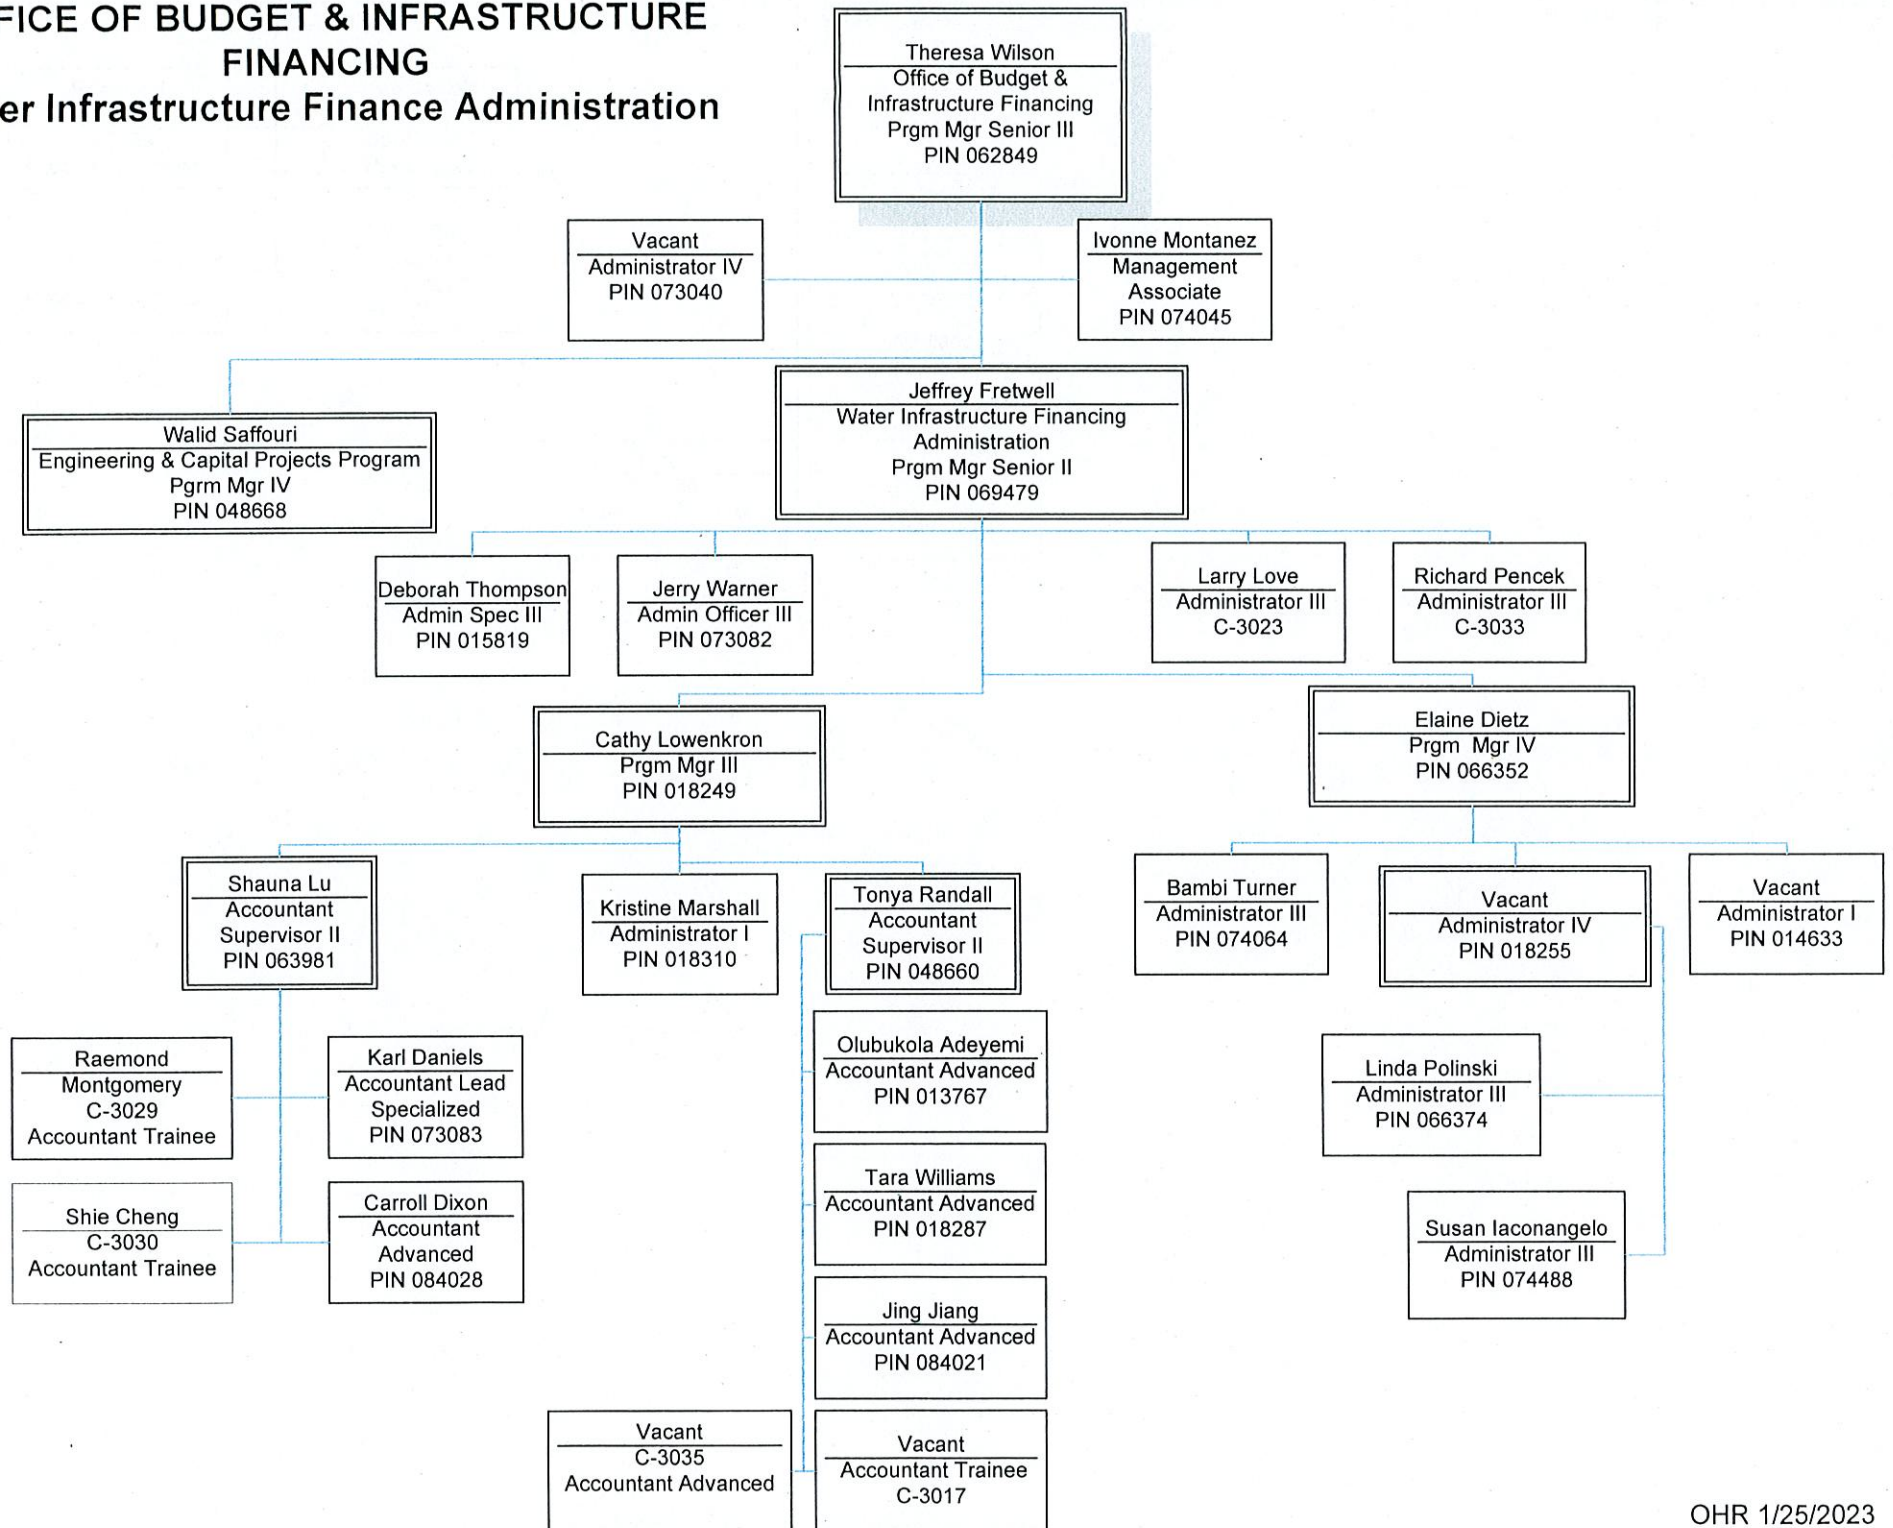 FICE OF BUDGET & INFRASTRUCTURE
FINANCING
er Infrastructure Finance Administration
Theresa Wilson
Office of Budget &
Infrastructure Financing
Prgm Mgr Senior III
PIN 062849
Vacant
Administrator IV
PIN 073040
Ivonne Montanez
Management
Associate
PIN 074045
Jeffrey Fretwell
Water Infrastructure Financing
Administration
Prgm Mgr Senior II
PIN 069479
Walid Saffouri
Engineering & Capital Projects Program
Pgrm Mgr IV
PIN 048668
Deborah Thompson
Admin Spec III
PIN 015819
Jerry Warner
Admin Officer III
PIN 073082
Larry Love
Administrator III
C-3023
Richard Pencek
Administrator III
C-3033
Cathy Lowenkron
Prgm Mgr III
PIN 018249
Elaine Dietz
Prgm  Mgr IV
PIN 066352
Shauna Lu
Accountant
Supervisor II
PIN 063981
Kristine Marshall
Administrator I
PIN 018310
Tonya Randall
Accountant
Supervisor II
PIN 048660
Bambi Turner
Administrator III
PIN 074064
Vacant
Administrator IV
PIN 018255
Vacant
Administrator I
PIN 014633
Raemond
Montgomery
C-3029
Accountant Trainee
Karl Daniels
Accountant Lead
Specialized
PIN 073083
Olubukola Adeyemi
Accountant Advanced
PIN 013767
Linda Polinski
Administrator III
PIN 066374
Shie Cheng
C-3030
Accountant Trainee
Carroll Dixon
Accountant
Advanced
PIN 084028
Tara Williams
Accountant Advanced
PIN 018287
Susan Iaconangelo
Administrator III
PIN 074488
Jing Jiang
Accountant Advanced
PIN 084021
Vacant
C-3035
Accountant Advanced
Vacant
Accountant Trainee
C-3017
OHR 1/25/2023